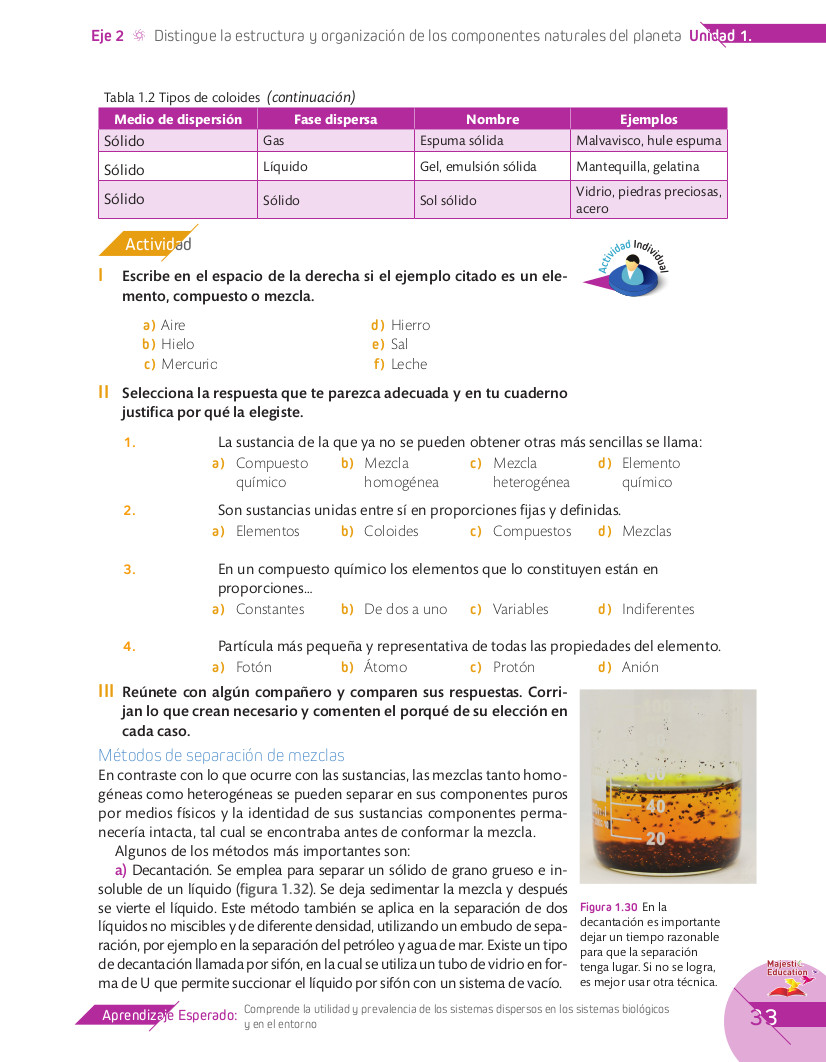 Eje 2 Distingue la estructura y organización de los componentes naturales del planeta Unidad 1.
Tabla 1.2 Tipos de coloides (continuación)
Medio de dispersión Fase dispersa Nombre Ejemplos
Sólido Gas Espuma sólida Malvavisco, hule espuma
Sólido Líquido Gel, emulsión sólida Mantequilla, gelatina
Sólido Sólido Sol sólido Vidrio, piedras preciosas,
acero
Actividad
Actividad Individual
I Escribe en el espacio de la derecha si el ejemplo citado es un ele-
mento, compuesto o mezcla.
a) Aire d) Hierro
b) Hielo e) Sal
c) Mercurio f) Leche
II Selecciona la respuesta que te parezca adecuada y en tu cuaderno
justifica por qué la elegiste.
1. La sustancia de la que ya no se pueden obtener otras más sencillas se llama:
a) Compuesto b) Mezcla c) Mezcla d) Elemento
químico homogénea heterogénea químico
2. Son sustancias unidas entre sí en proporciones fijas y definidas.
a) Elementos b) Coloides c) Compuestos d) Mezclas
3. En un compuesto químico los elementos que lo constituyen están en
proporciones...
a) Constantes b) De dos a uno c) Variables d) Indiferentes
4. Partícula más pequeña y representativa de todas las propiedades del elemento.
a) Fotón b) Átomo c) Protón d) Anión
III Reúnete con algún compañero y comparen sus respuestas. Corri-
jan lo que crean necesario y comenten el porqué de su elección en
cada caso.
Métodos de separación de mezclas
En contraste con lo que ocurre con las sustancias, las mezclas tanto homo-
géneas como heterogéneas se pueden separar en sus componentes puros
por medios físicos y la identidad de sus sustancias componentes perma-
necería intacta, tal cual se encontraba antes de conformar la mezcla.
Algunos de los métodos más importantes son:
a) Decantación. Se emplea para separar un sólido de grano grueso e in-
soluble de un líquido (figura 1.32). Se deja sedimentar la mezcla y después
se vierte el líquido. Este método también se aplica en la separación de dos
líquidos no miscibles y de diferente densidad, utilizando un embudo de sepa-
ración, por ejemplo en la separación del petróleo y agua de mar. Existe un tipo
de decantación llamada por sifón, en la cual se utiliza un tubo de vidrio en for-
ma de U que permite succionar el líquido por sifón con un sistema de vacío.
60
40
20
Figura 1.30 En la
decantación es importante
dejar un tiempo razonable
para que la separación
tenga lugar. Si no se logra,
es mejor usar otra técnica.
Majestic
Education
Aprendizaje Esperado: Comprende la utilidad y prevalencia de los sistemas dispersos en los sistemas biológicos
y en el entorno
33